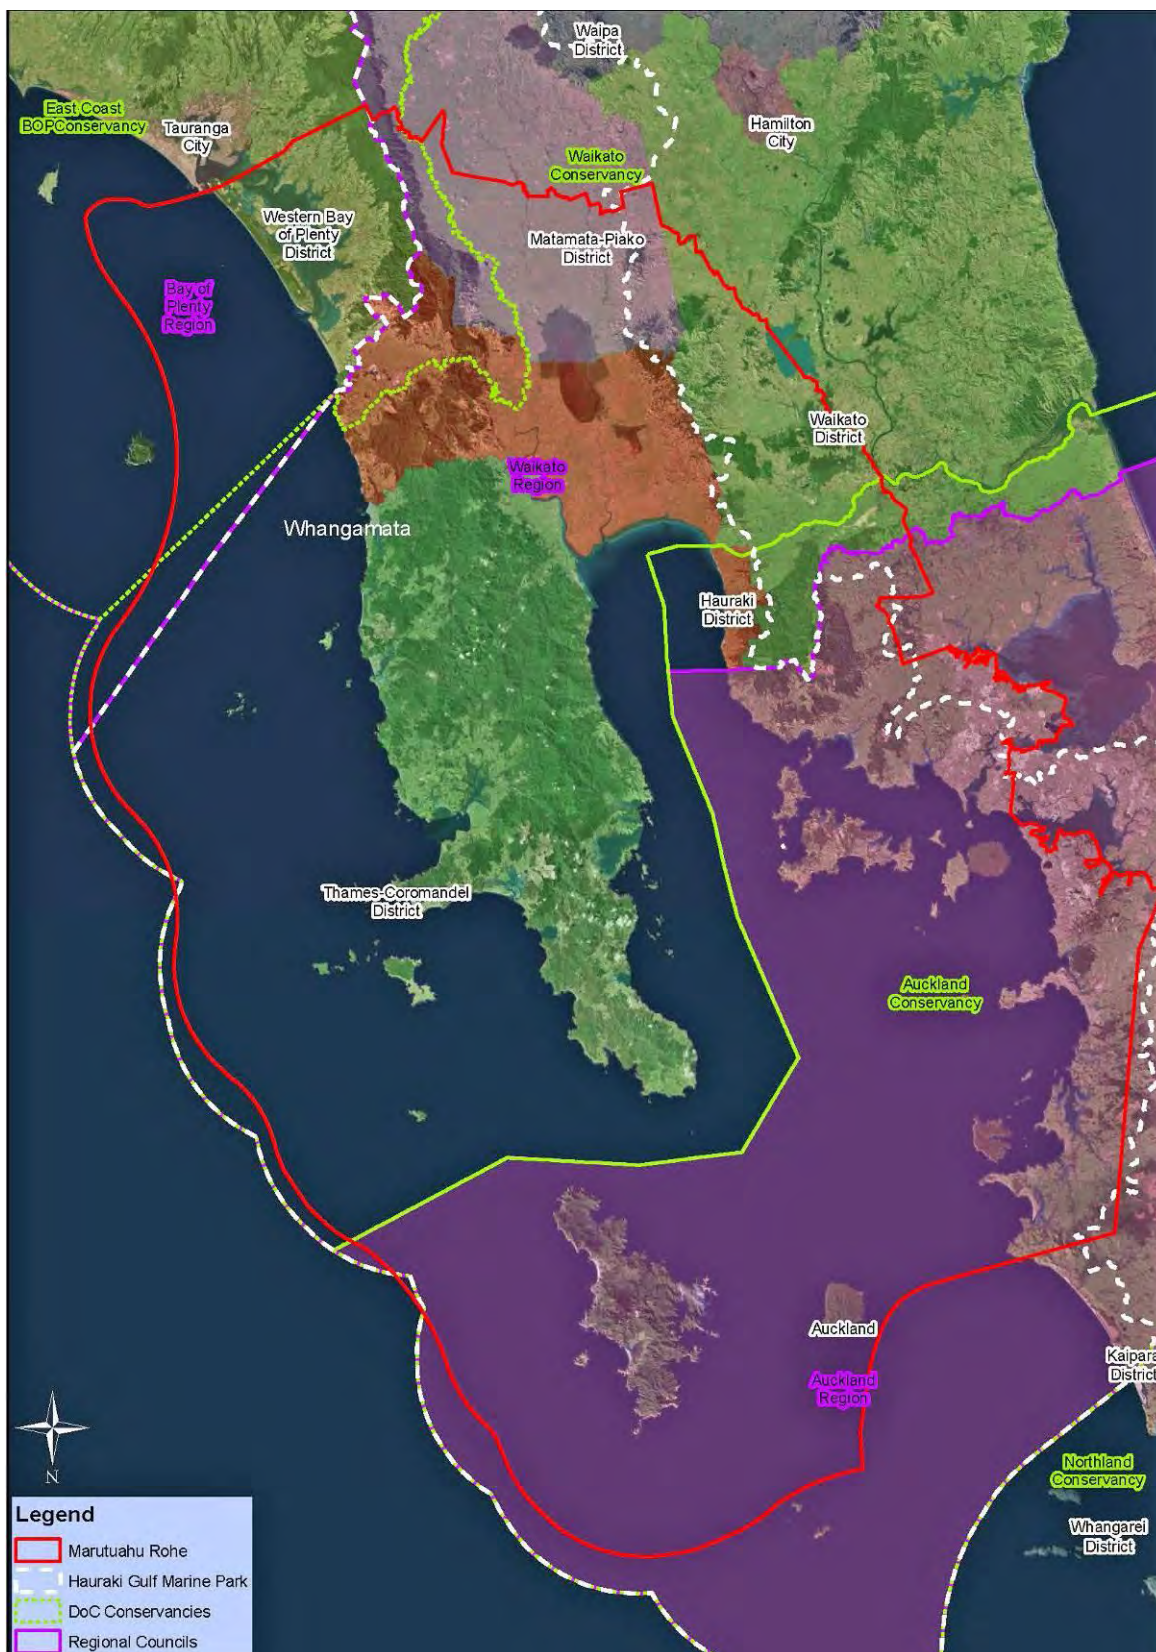 Waipa
District
East Coast
BOPConservancy
Tauranga
City
Hamilton
City
Waikato
Conservancy
Western Bay
of Plenty
District
Matamata-Piako
District
Bay of
Plenty
Region
Waikato
District
Waikato
Region
Whangamata
Hauraki
District
Thames-Coromandel
District
Auckland
Conservancy
Auckland
Kaipara
District
Auckland
Region
N
Northland
Conservancy
Whangarei
District
Legend
Marutuahu Rohe
Hauraki Gulf Marine Park
DoC Conservancies
Regional Councils